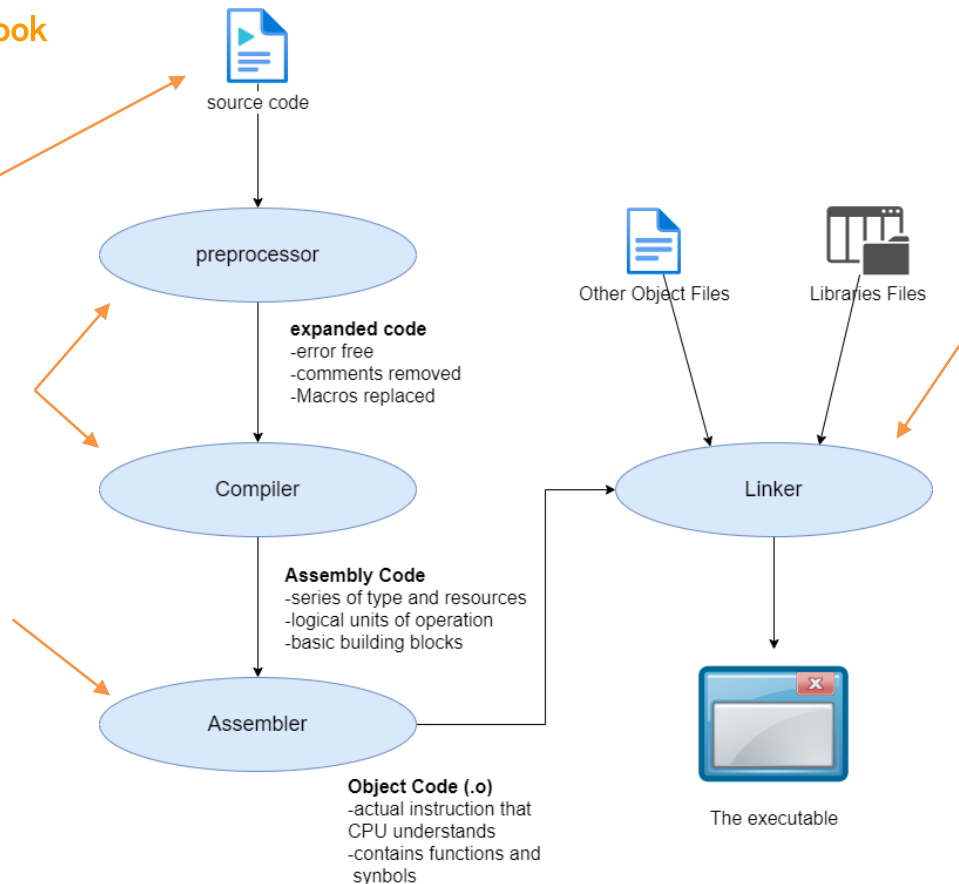 ook
source code
preprocessor
expanded code
-error free
-comments removed
-Macros replaced
Compiler
Assembly Code
-series of type and resources
-logical units of operation
-basic building blocks
Assembler
Object Code (.o)
-actual instruction that
CPU understands
-contains functions and
synbols
Other Object Files
Libraries Files
Linker
The executable